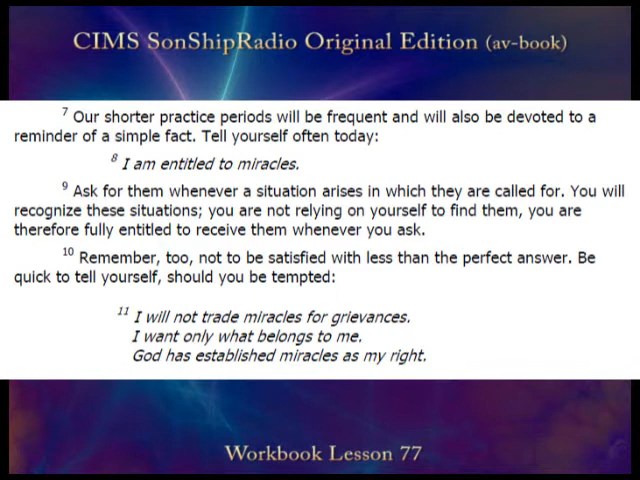 CIMS SonShipRadio Original Edition (av-book)
7 Our shorter practice periods will be frequent and will also be devoted to a
reminder of a simple fact. Tell yourself often today:
8 I am entitled to miracles.
9 Ask for them whenever a situation arises in which they are called for. You will
recognize these situations; you are not relying on yourself to find them, you are
therefore fully entitled to receive them whenever you ask.
10 Remember, too, not to be satisfied with less than the perfect answer. Be
quick to tell yourself, should you be tempted:
11 I will not trade miracles for grievances.
I want only what belongs to me.
God has established miracles as my right.
Workbook Lesson 77